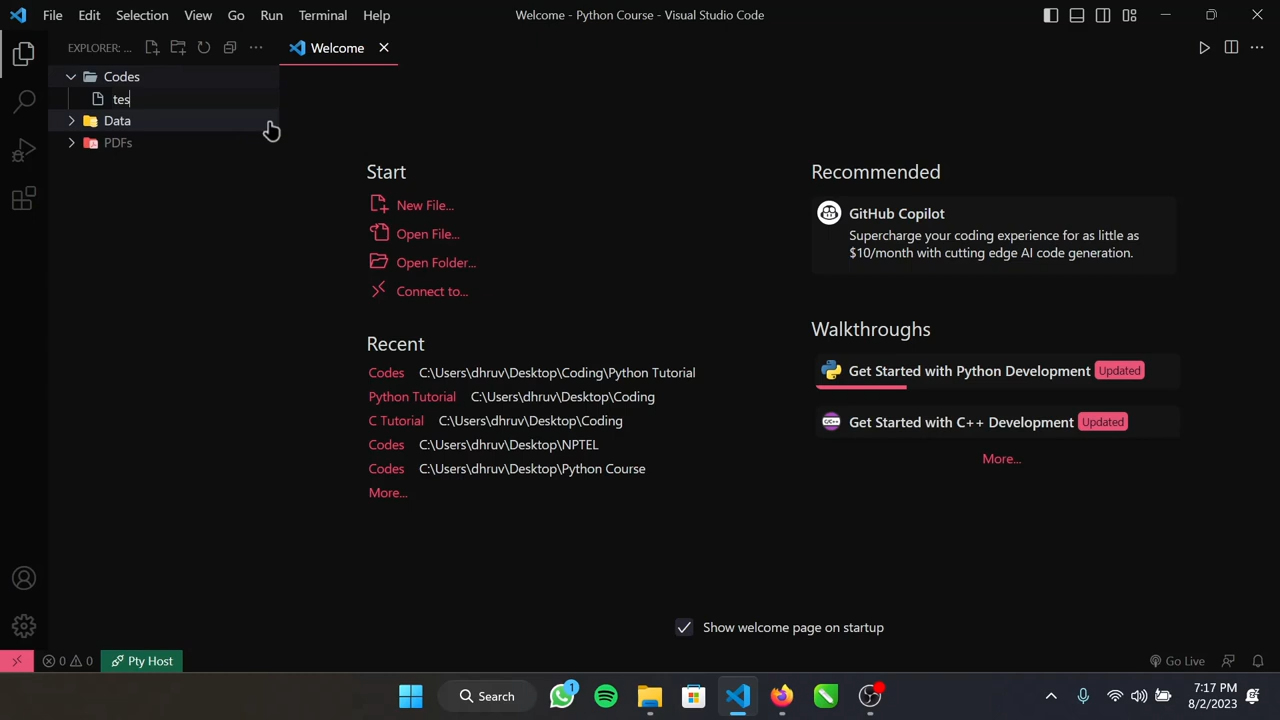 File Edit Selection View Go Run Terminal Help Welcome - Python Course - Visual Studio Code
EXPLORER: ... Welcome
Codes
tes
Data
PDFs
Start
New File...
Open File...
Open Folder...
Connect to...
Recent
Codes C:\Users\dhruv\Desktop\Coding\Python Tutorial
Python Tutorial C:\Users\dhruv\Desktop\Coding
C Tutorial C:\Users\dhruv\Desktop\Coding
Codes C:\Users\dhruv\Desktop\NPTEL
Codes C:\Users\dhruv\Desktop\Python Course
More...
Recommended
GitHub Copilot
Supercharge your coding experience for as little as
$10/month with cutting edge AI code generation.
Walkthroughs
Get Started with Python Development Updated
C/C++ Get Started with C++ Development Updated
More...
Show welcome page on startup
0 0 Pty Host Go Live
Search 1 7:17 PM
8/2/2023